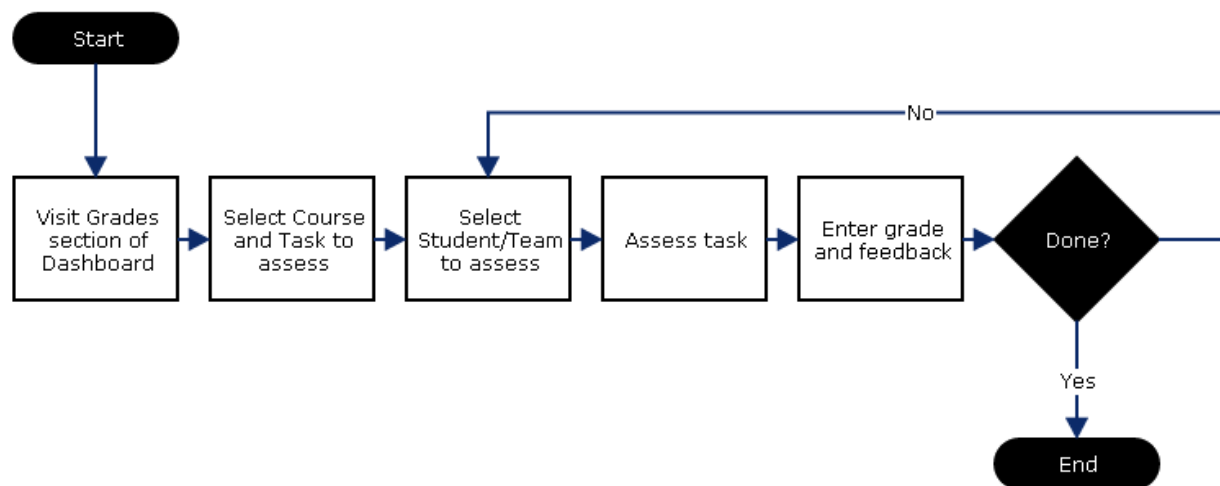 Start
No
Visit Grades
section of
Dashboard
Select Course
and Task to
assess
Select
Student/Team
to assess
Assess task
Enter grade
and feedback
Done?
Yes
End